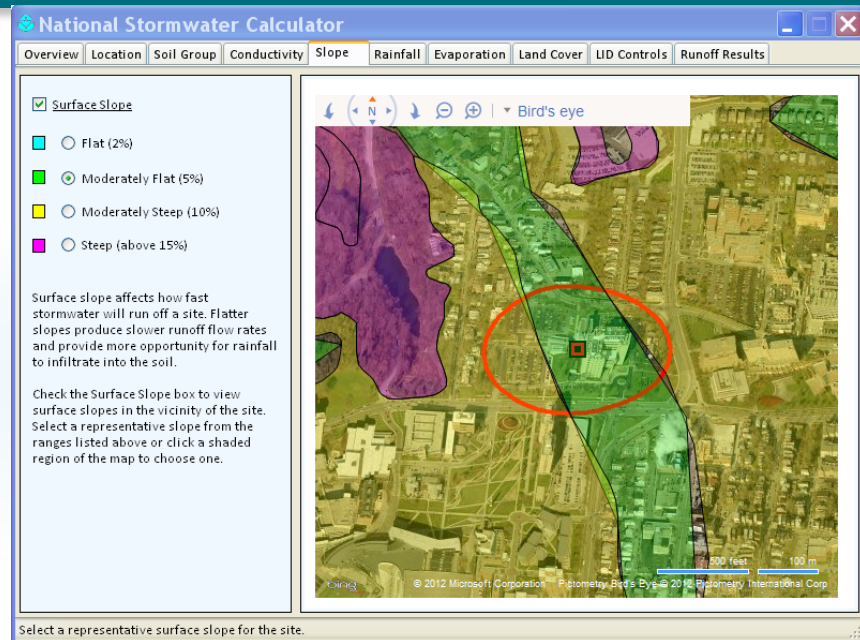 National Stormwater Calculator
Overview Location Soil Group Conductivity Slope Rainfall Evaporation Land Cover LID Controls Runoff Results
Surface Slope
Flat (2%)
Moderately Flat (5%)
Moderately Steep (10%)
Steep (above 15%)
Surface slope affects how fast
stormwater will run off a site. Flatter
slopes produce slower runoff flow rates
and provide more opportunity for rainfall
to infiltrate into the soil.
Check the Surface Slope box to view
surface slopes in the vicinity of the site.
Select a representative slope from the
ranges listed above or click a shaded
region of the map to choose one.
N Bird's eye
500 feet 100 m
bing © 2012 Microsoft Corporation Pictometry Bird's Eye © 2012 Pictometry International Corp
Select a representative surface slope for the site.